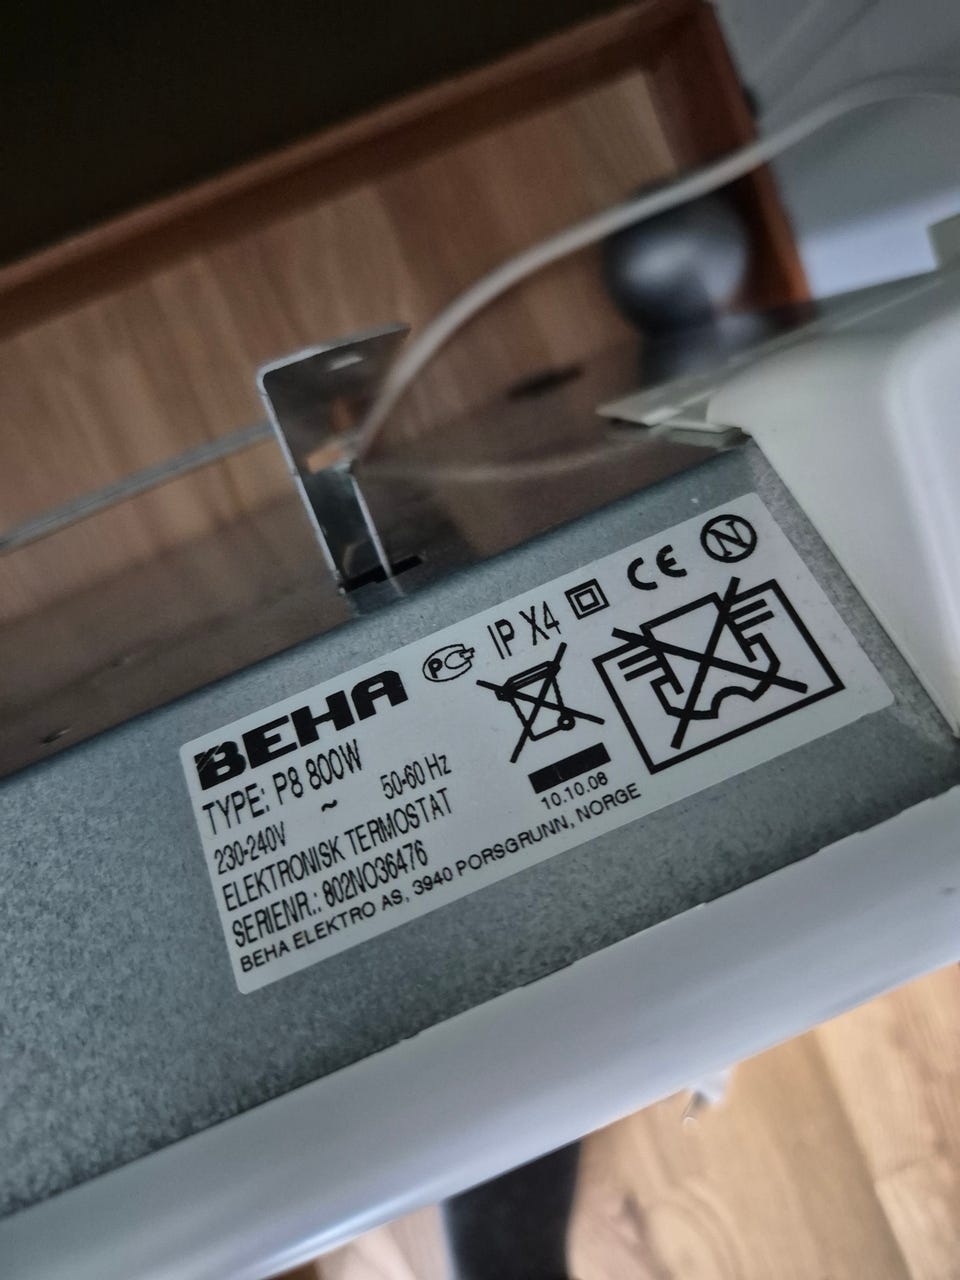 BEHA PG IP X4 CE N
TYPE: P8 800W
230-240V ~ 50-60 Hz
ELEKTRONISK TERMOSTAT
SERIENR.: 802NO36476
10.10.08
BEHA ELEKTRO AS, 3940 PORSGRUNN, NORGE